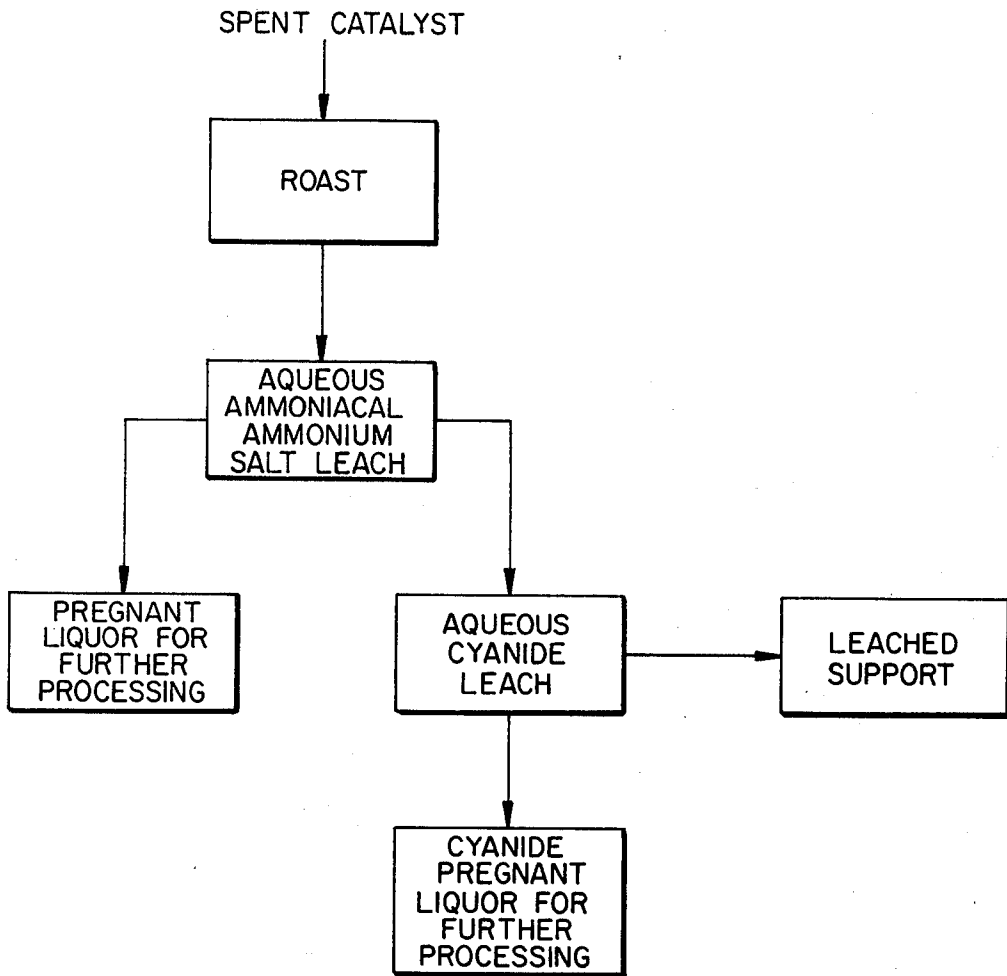 SPENT CATALYST
ROAST
AQUEOUS
AMMONIACAL
AMMONIUM
SALT LEACH
PREGNANT
LIQUOR FOR
FURTHER
PROCESSING
AQUEOUS
CYANIDE
LEACH
LEACHED
SUPPORT
CYANIDE
PREGNANT
LIQUOR FOR
FURTHER
PROCESSING